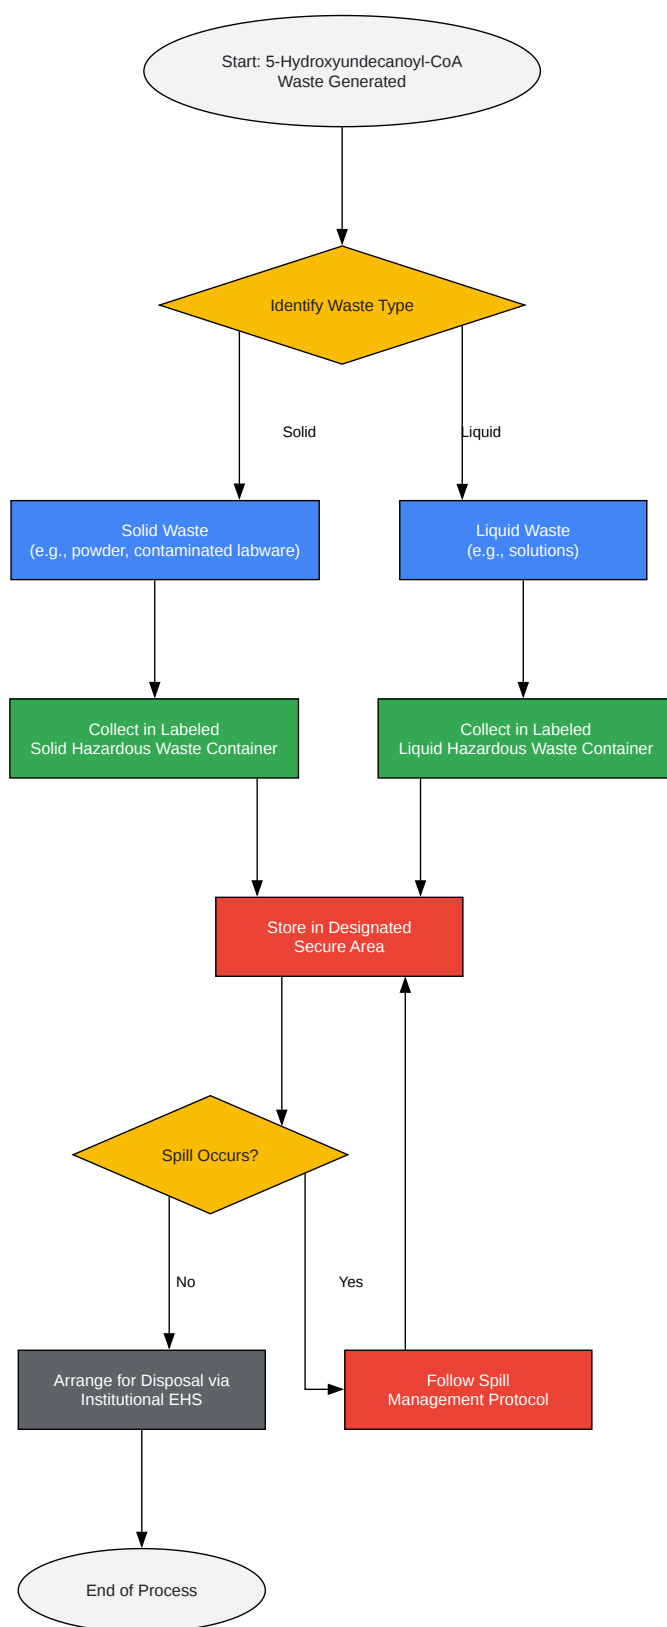 Start: 5-Hydroxyundecanoyl-CoA
Waste Generated
Identify Waste Type
Solid
Liquid
Solid Waste
(e.g., powder, contaminated labware)
Liquid Waste
(e.g., solutions)
Collect in Labeled
Solid Hazardous Waste Container
Collect in Labeled
Liquid Hazardous Waste Container
Store in Designated
Secure Area
Spill Occurs?
No
Yes
Arrange for Disposal via
Institutional EHS
Follow Spill
Management Protocol
End of Process